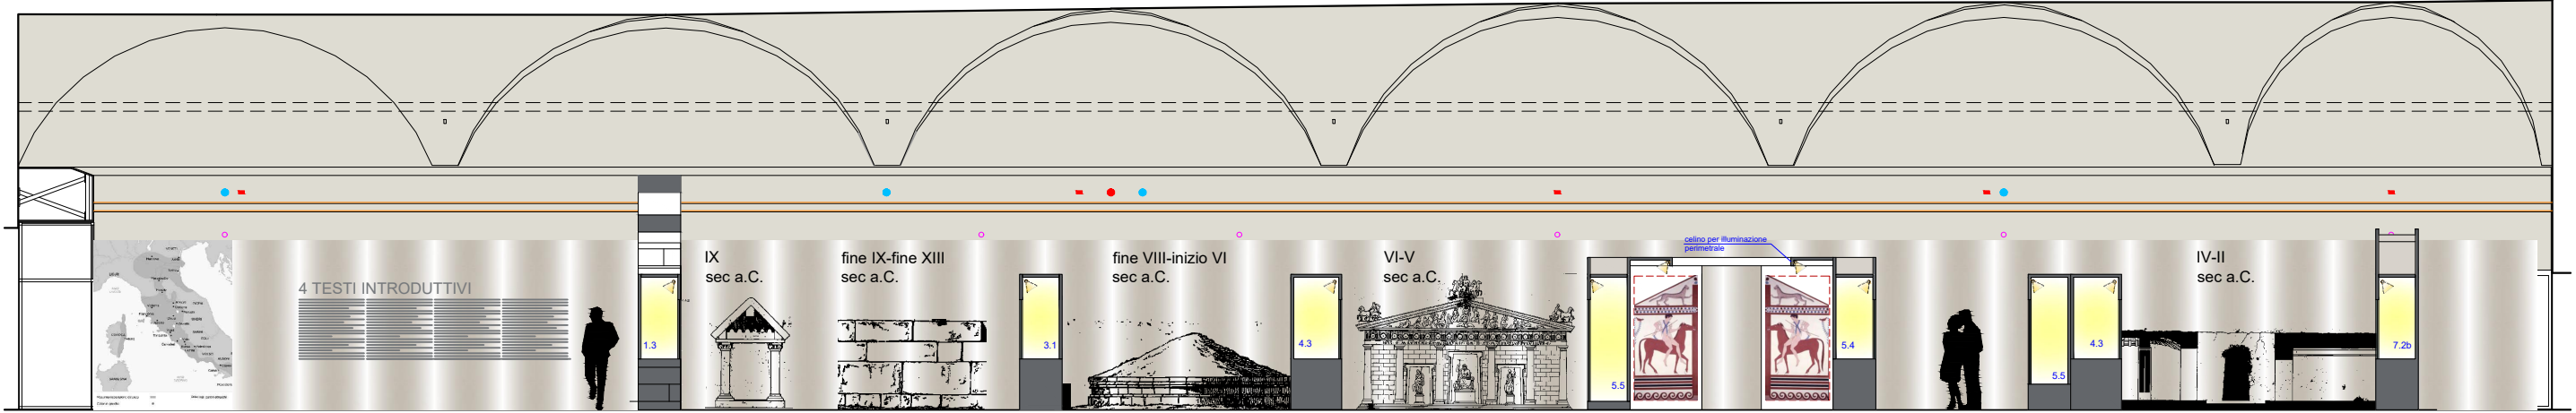 4 TESTI INTRODUTTIVI
1.3
IX
sec a.C.
fine IX-fine XIII
sec a.C.
3.1
fine VIII-inizio VI
sec a.C.
4.3
VI-V
sec a.C.
5.5
celino per illuminazione
perimetrale
5.4
5.5
4.3
IV-II
sec a.C.
7.2b